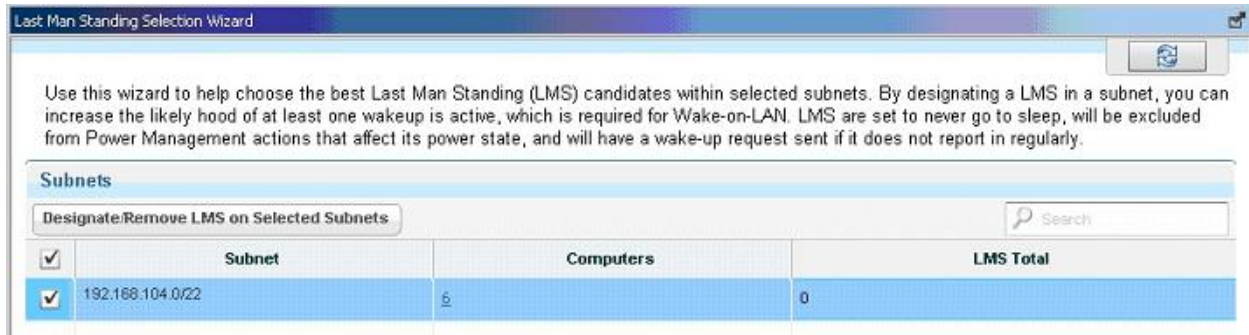 Last Man Standing Selection Wizard
Use this wizard to help choose the best Last Man Standing (LMS) candidates within selected subnets. By designating a LMS in a subnet, you can
increase the likely hood of at least one wakeup is active, which is required for Wake-on-LAN. LMS are set to never go to sleep, will be excluded
from Power Management actions that affect its power state, and will have a wake-up request sent if it does not report in regularly.
Subnets
Designate/Remove LMS on Selected Subnets
Search
Subnet Computers LMS Total
192.168.104.0/22 6 0